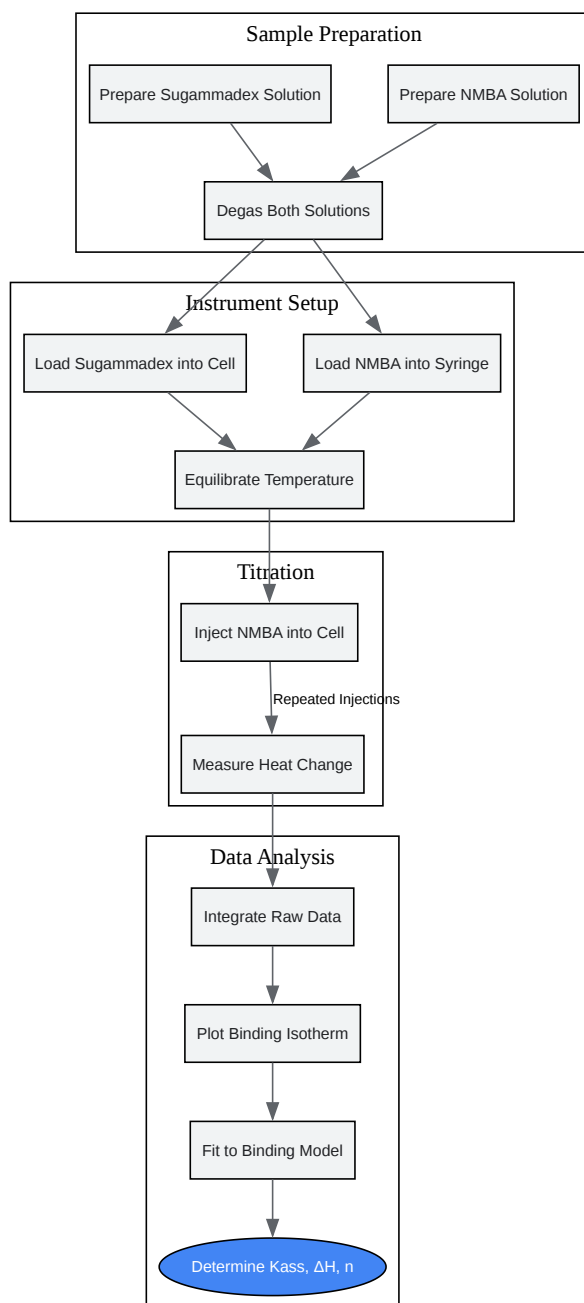 Sample Preparation
Prepare Sugammadex Solution
Prepare NMBA Solution
Degas Both Solutions
Instrument Setup
Load Sugammadex into Cell
Load NMBA into Syringe
Equilibrate Temperature
Titration
Inject NMBA into Cell
Repeated Injections
Measure Heat Change
Data Analysis
Integrate Raw Data
Plot Binding Isotherm
Fit to Binding Model
Determine Kass, ΔH, n